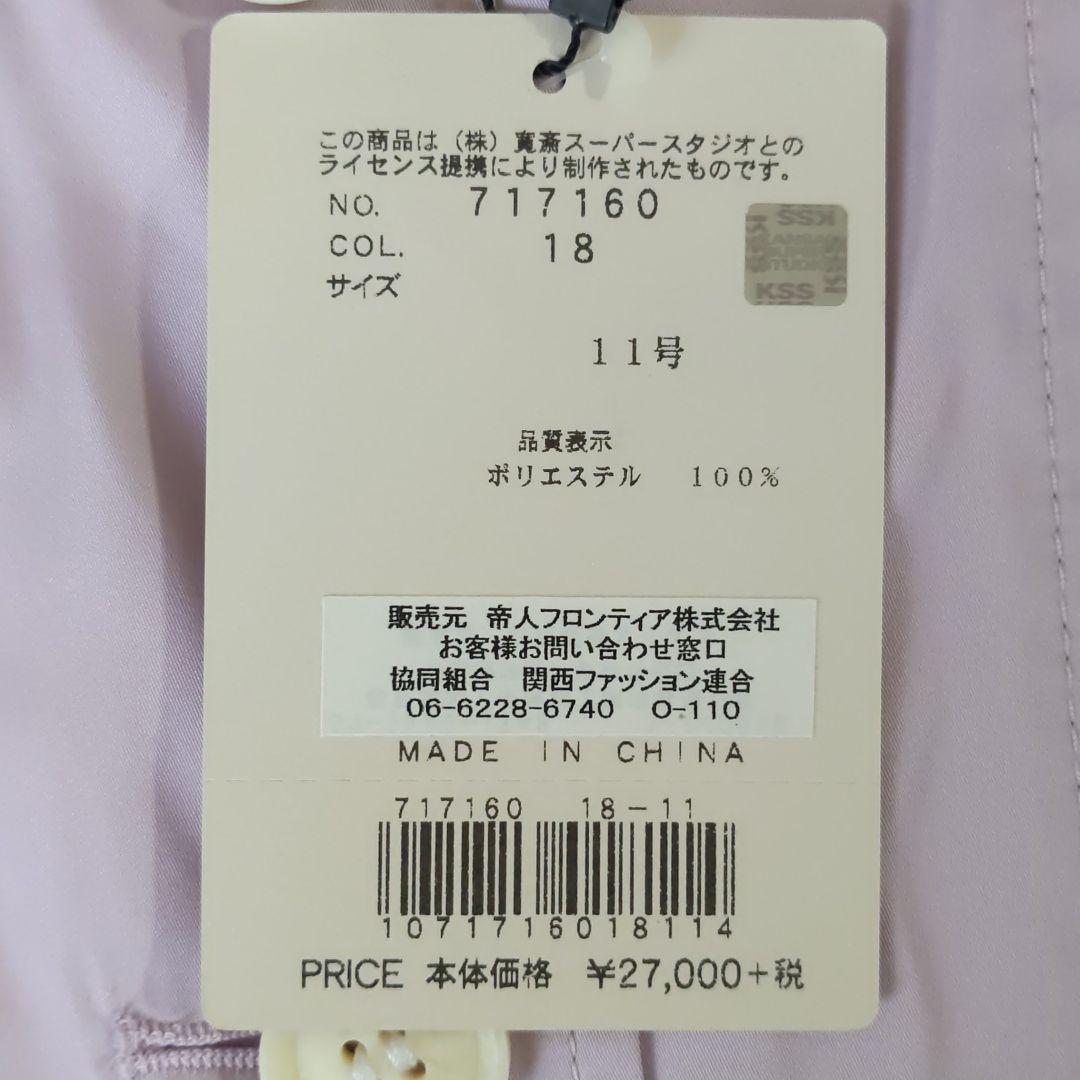 この商品は(株)寛斎スーパースタジオとの
ライセンス提携により制作されたものです。
NO. 717160
COL. 18
サイズ
KSS
KSS
11号
品質表示
ポリエステル 100%
販売元 帝人フロンティア株式会社
お客様お問い合わせ窓口
協同組合 関西ファッション連合
06-6228-6740 O-110
MADE IN CHINA
717160 18-11
1071716018114
PRICE 本体価格 ¥27,000+税